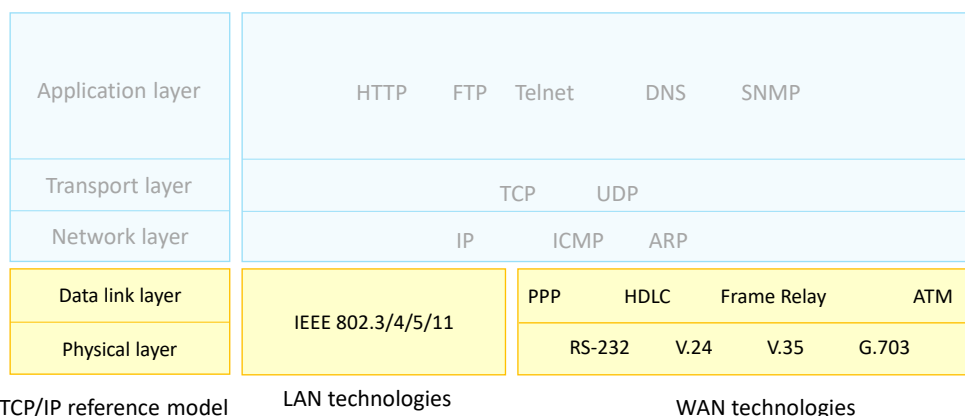 Application layer
HTTP FTP Telnet DNS SNMP
Transport layer
TCP UDP
Network layer
IP ICMP ARP
Data link layer
PPP HDLC Frame Relay ATM
IEEE 802.3/4/5/11
Physical layer
RS-232 V.24 V.35 G.703
TCP/IP reference model
LAN technologies
WAN technologies